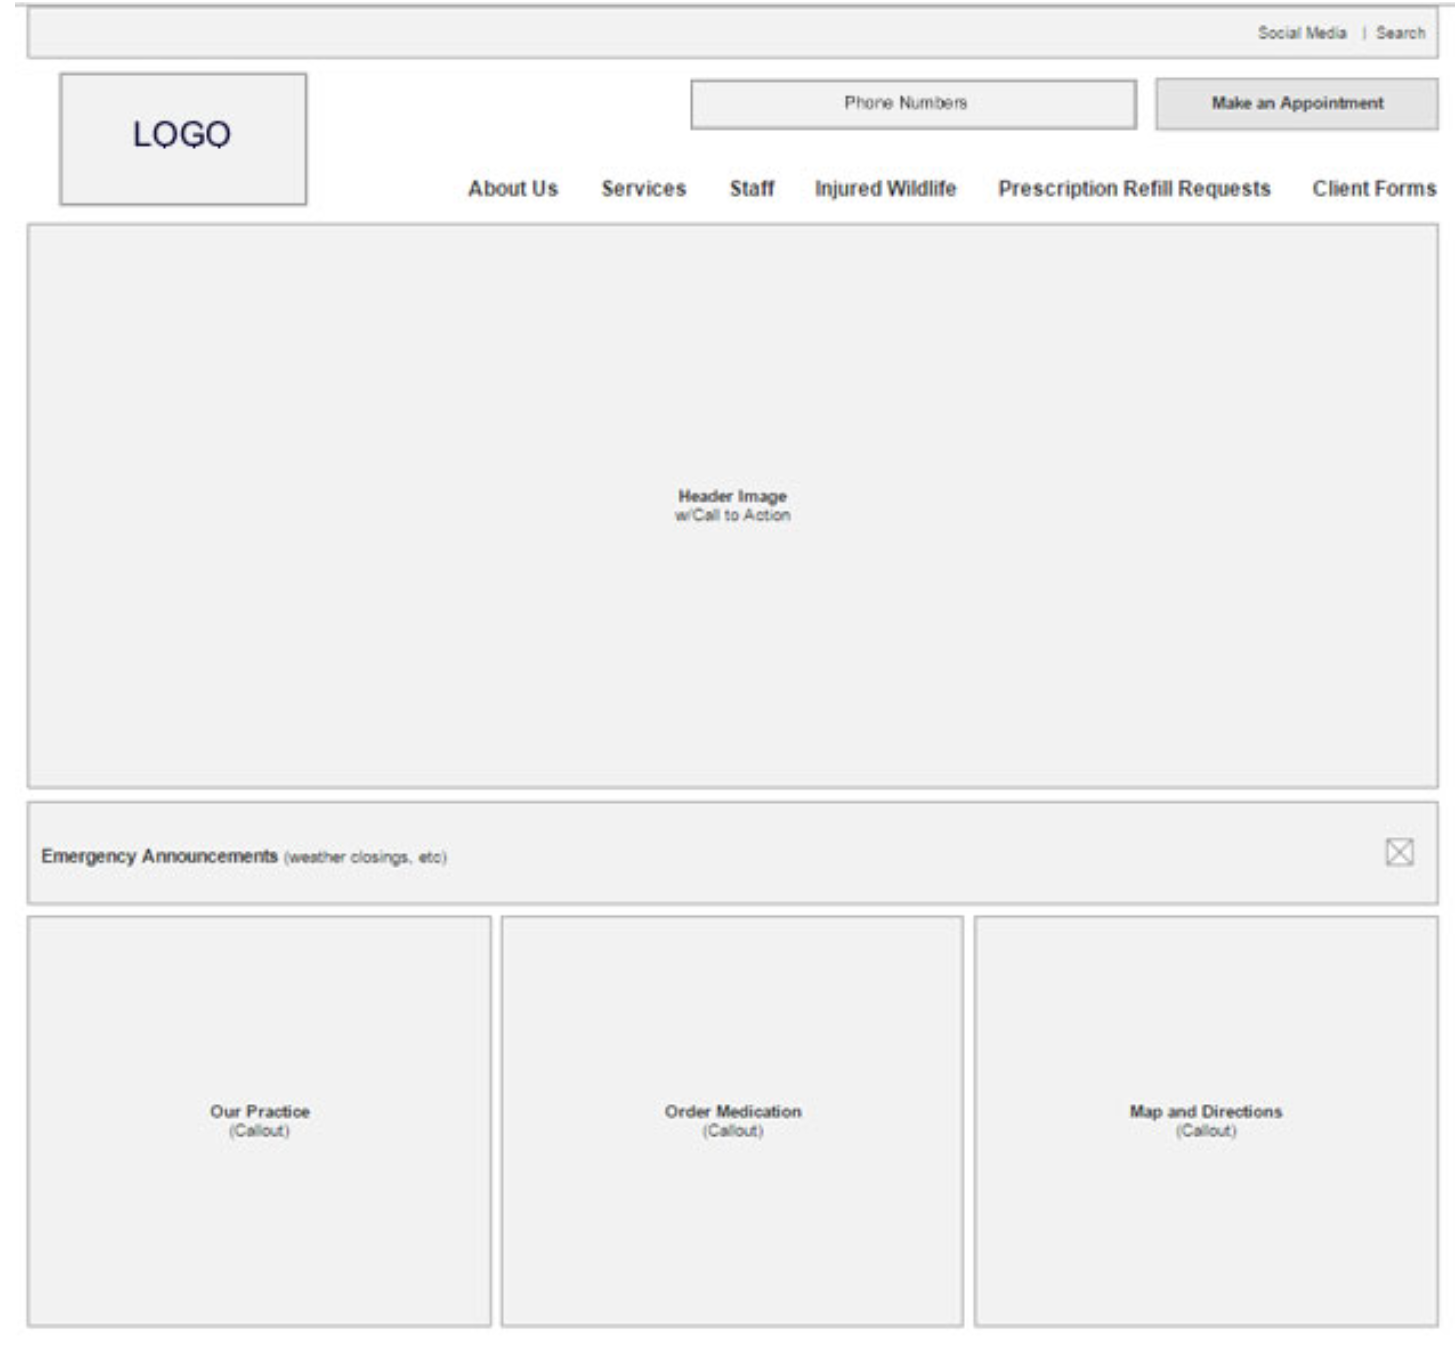 Social Media | Search
LOGO
Phone Numbers
Make an Appointment
About Us Services Staff Injured Wildlife Prescription Refill Requests Client Forms
Header Image
w/Call to Action
Emergency Announcements (weather closings, etc)
Our Practice
(Callout)
Order Medication
(Callout)
Map and Directions
(Callout)